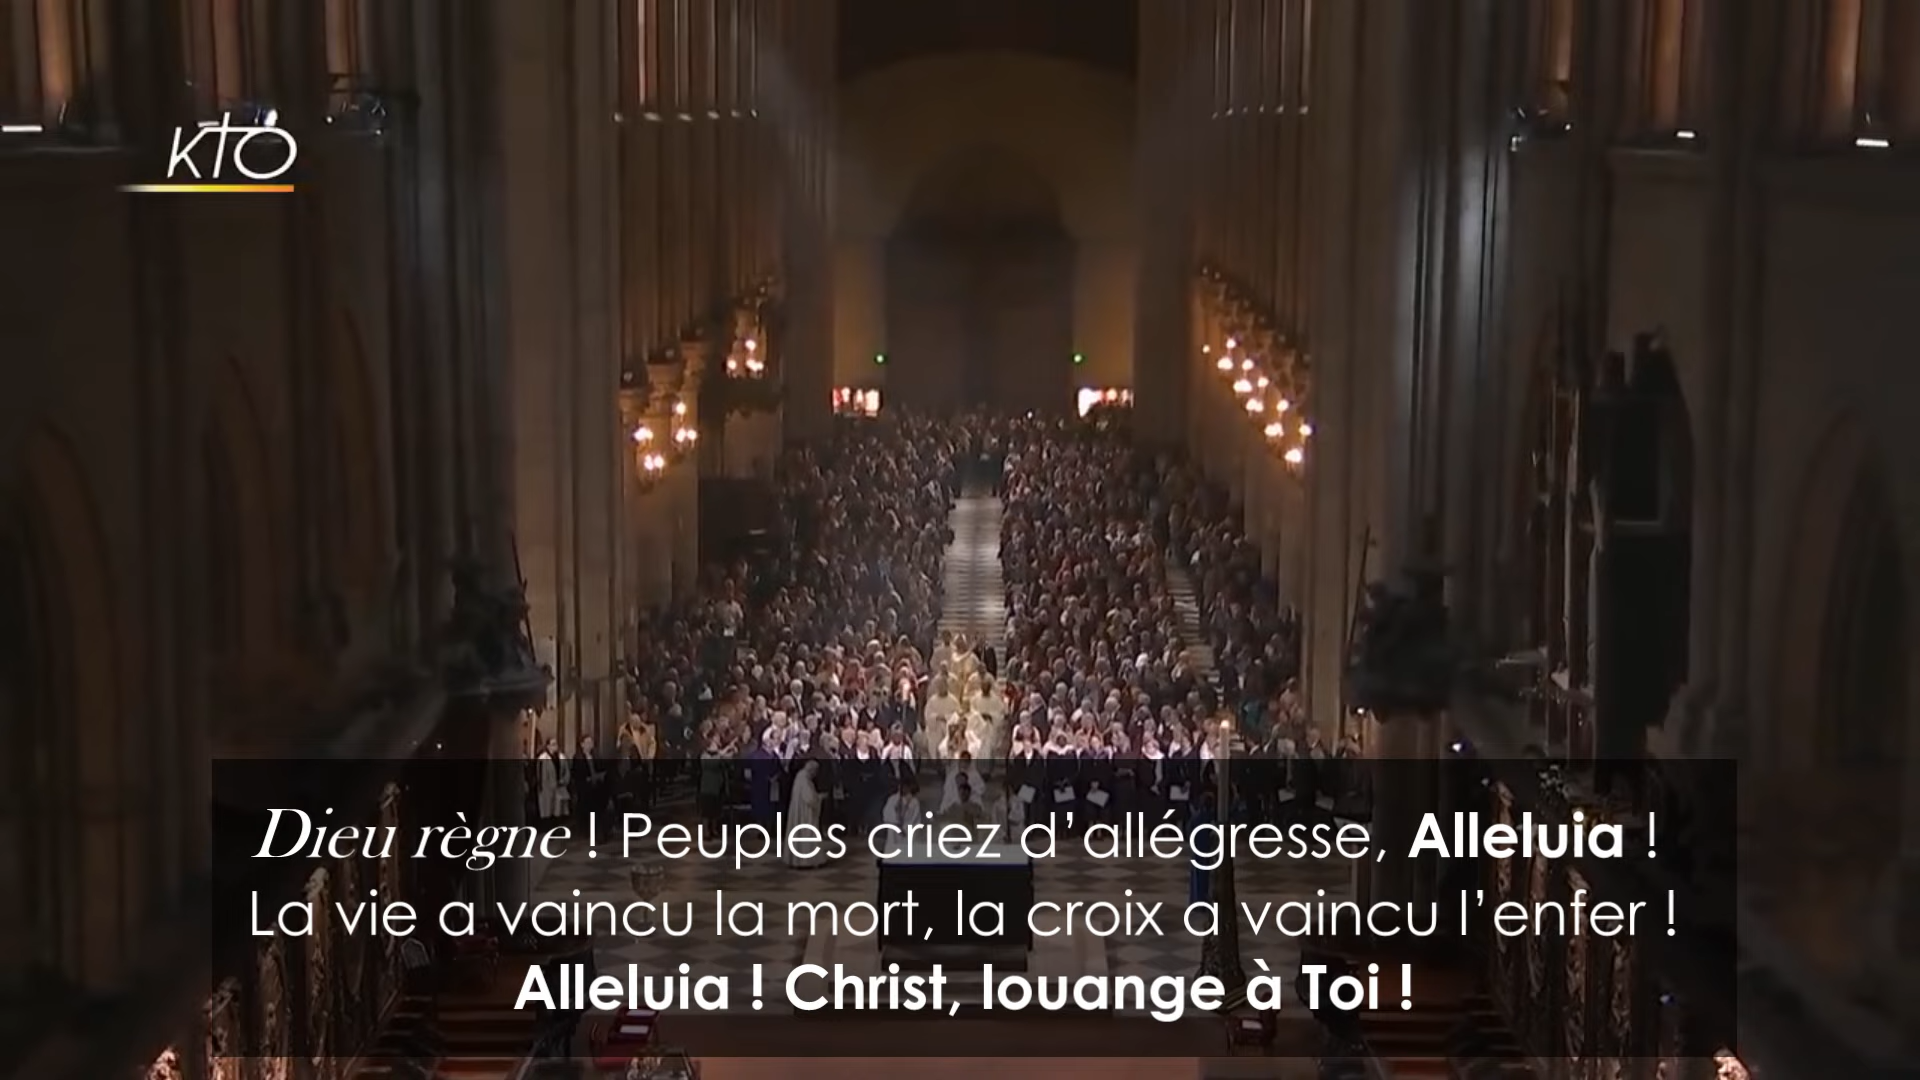 KTO
Dieu règne ! Peuples criez d’allégresse, Alleluia !
La vie a vaincu la mort, la croix a vaincu l’enfer !
Alleluia ! Christ, louange à Toi !